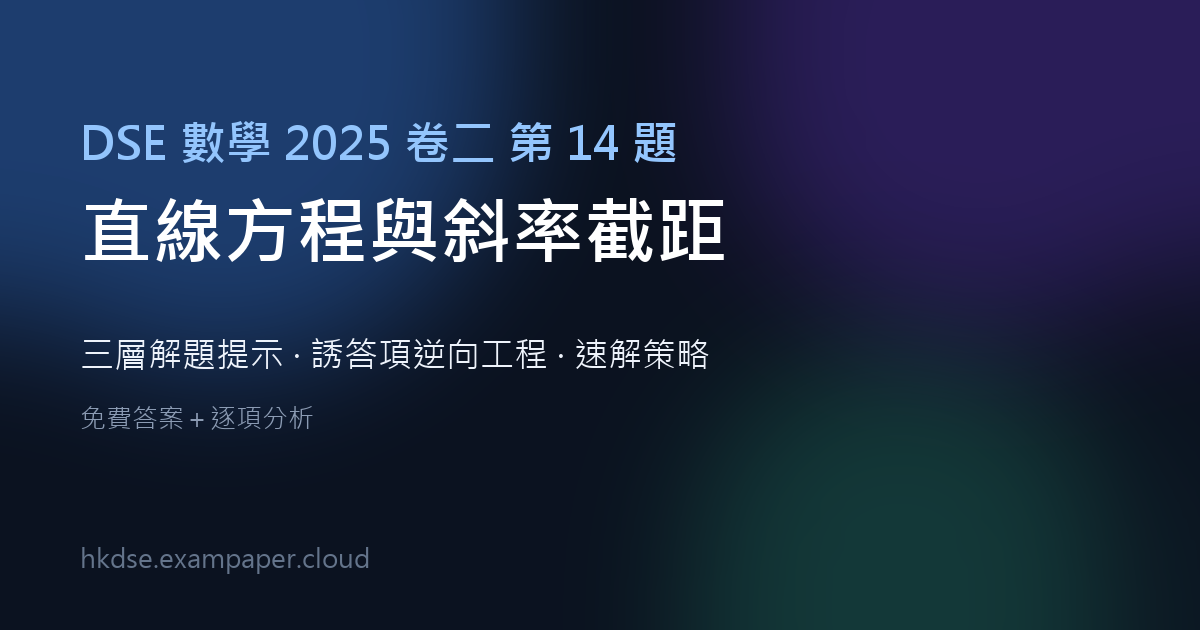 DSE 數學 2025 卷二 第 14 題
直線方程與斜率截距
三層解題提示 · 誘答項逆向工程 · 速解策略
免費答案 + 逐項分析
hkdse.exampaper.cloud